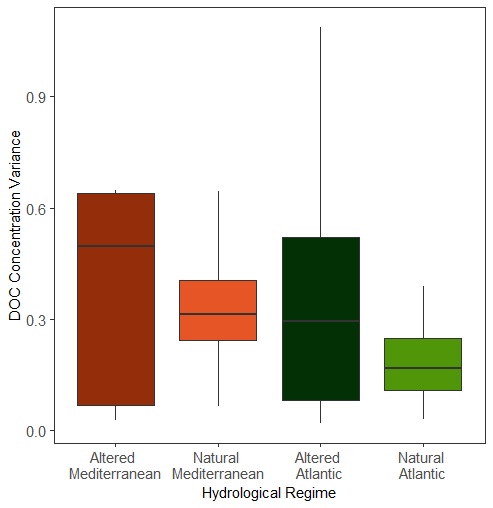 DOC Concentration Variance
0.9
0.6
0.3
0.0
Altered
Mediterranean
Natural
Mediterranean
Altered
Atlantic
Natural
Atlantic
Hydrological Regime